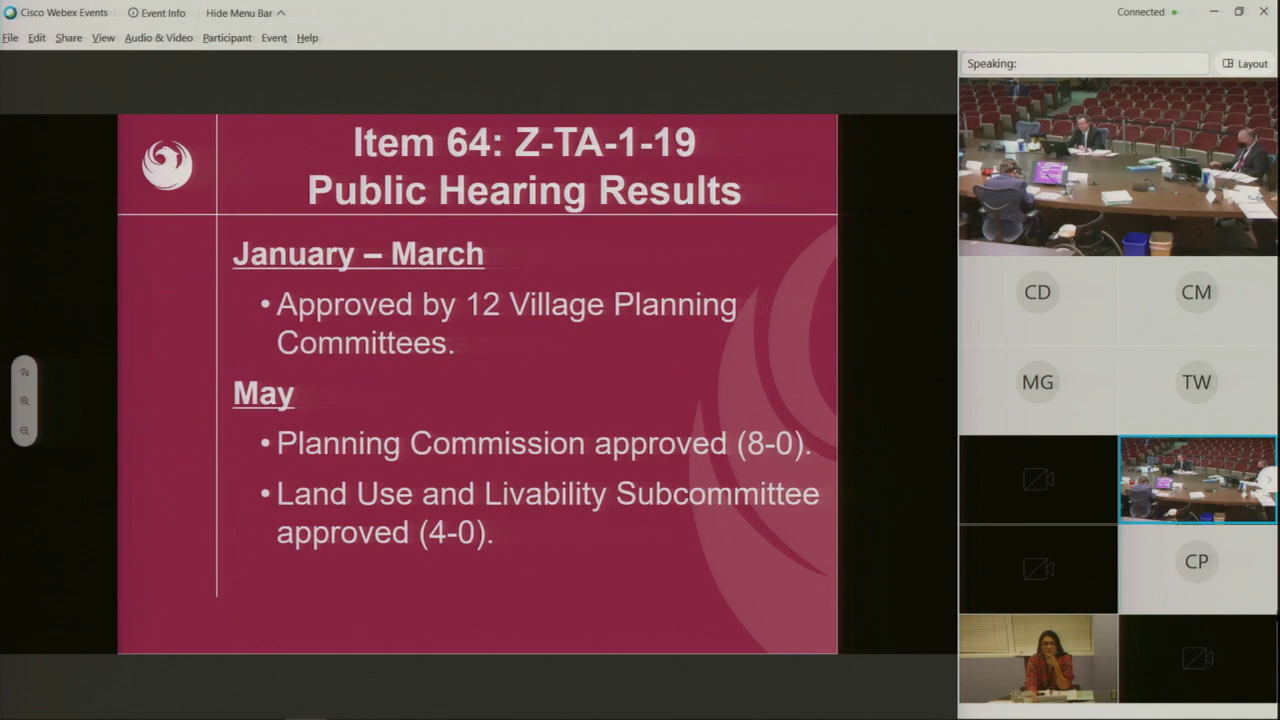 Cisco Webex Events
Event Info
Hide Menu Bar
Connected
File Edit Share View Audio & Video Participant Event Help
Speaking:
Layout
Item 64: Z-TA-1-19
Public Hearing Results
January – March
•Approved by 12 Village Planning
Committees.
May
•Planning Commission approved (8-0).
•Land Use and Livability Subcommittee
approved (4-0).
CD
CM
MG
TW
CP